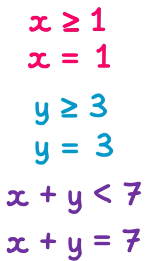 x ≥ 1
x = 1
y ≥ 3
y = 3
x + y < 7
x + y = 7